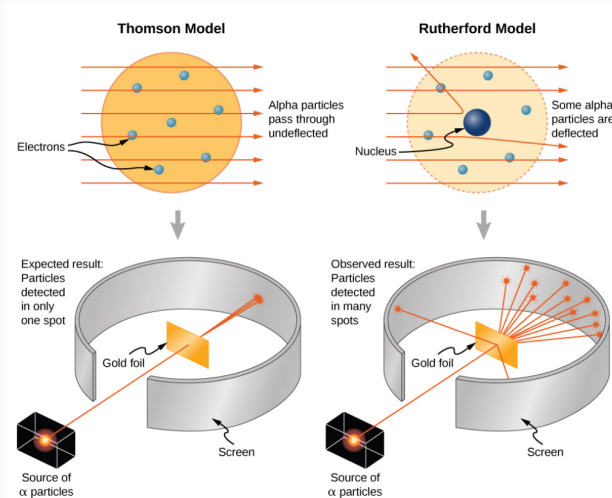 Thomson Model
Alpha particles
pass through
undeflected
Electrons
Expected result:
Particles
detected
in only
one spot
Gold foil
Screen
Source of
α particles
Rutherford Model
Some alpha
particles are
deflected
Nucleus
Observed result:
Particles
detected
in many
spots
Gold foil
Screen
Source of
α particles